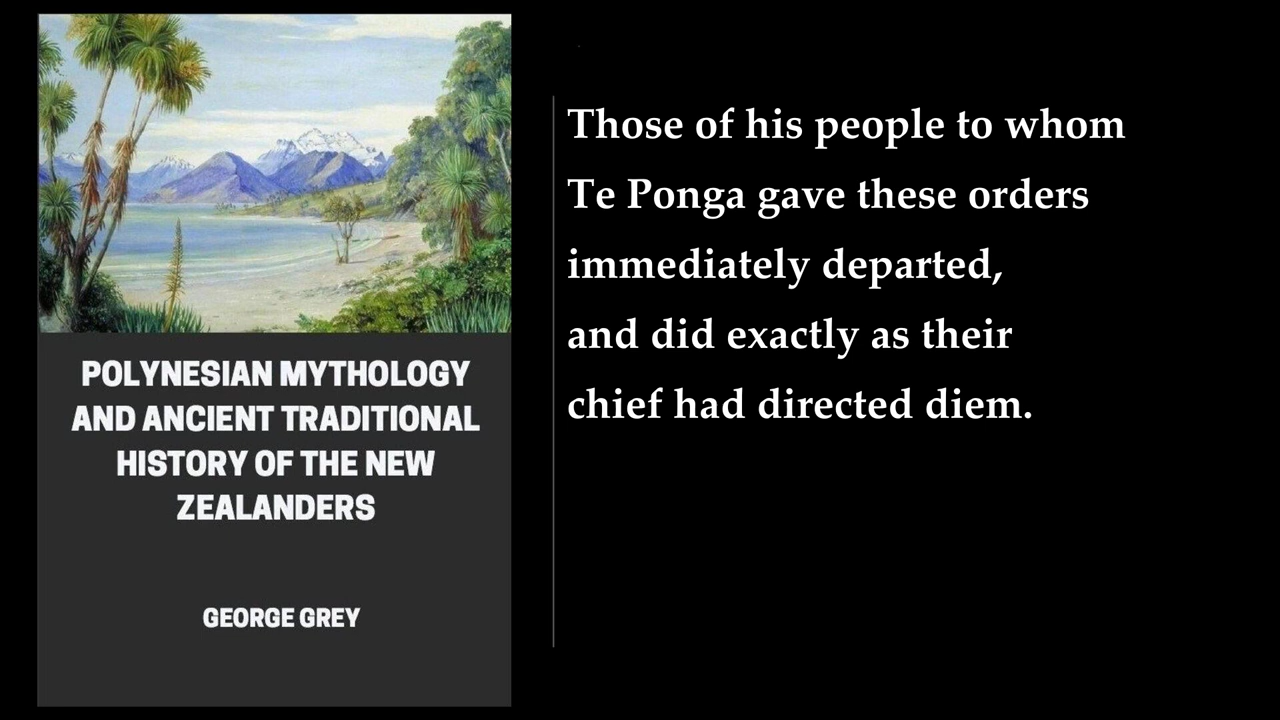 POLYNESIAN MYTHOLOGY
AND ANCIENT TRADITIONAL
HISTORY OF THE NEW
ZEALANDERS
GEORGE GREY
Those of his people to whom
Te Ponga gave these orders
immediately departed,
and did exactly as their
chief had directed diem.